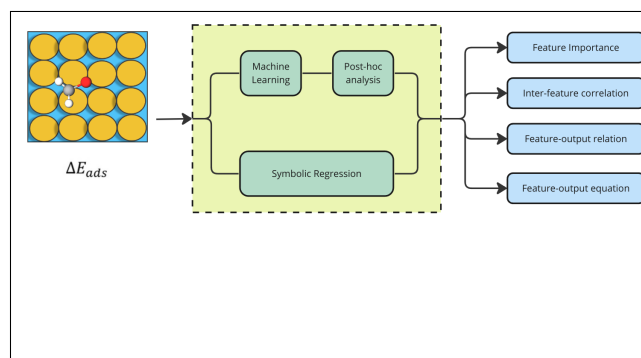 ΔE_ads
Machine
Learning
Post-hoc
analysis
Symbolic Regression
Feature Importance
Inter-feature correlation
Feature-output relation
Feature-output equation